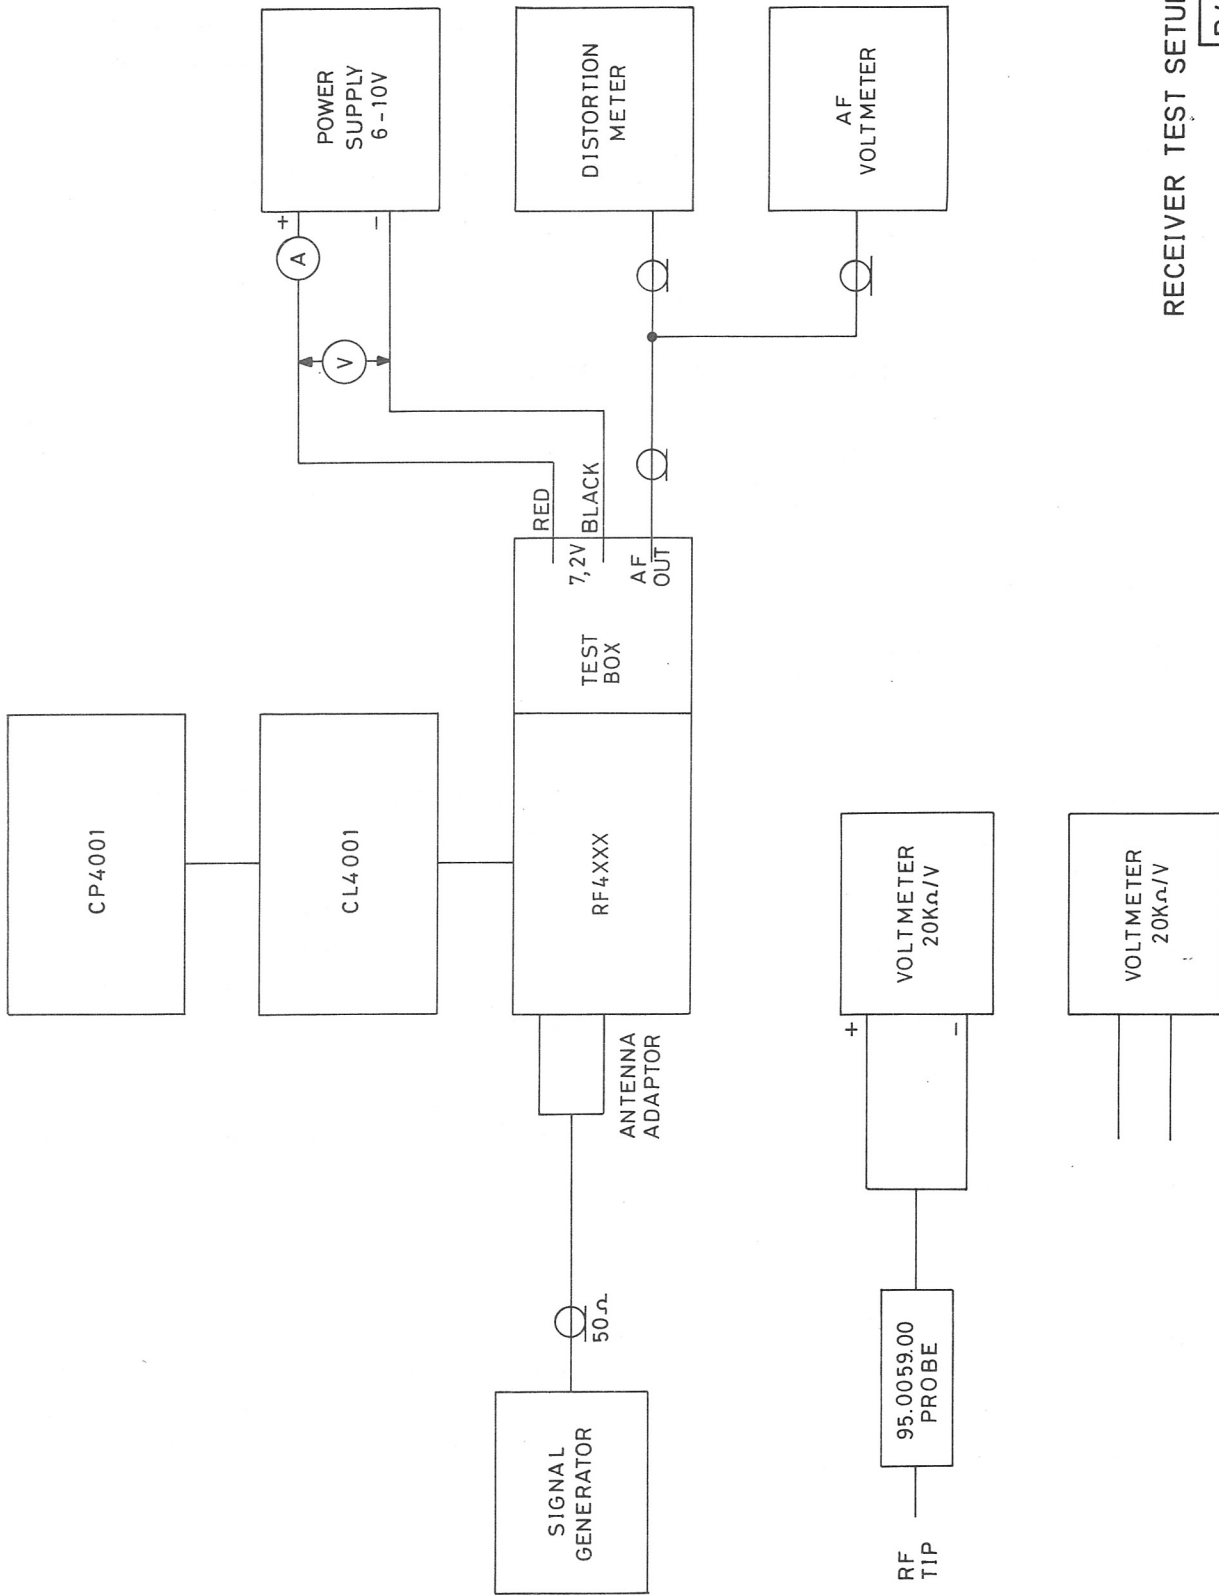 CP4001
CL4001
RF4XXX
TEST
BOX
7,2V
AF
OUT
RED
BLACK
+
A
V
-
POWER
SUPPLY
6-10V
DISTORTION
METER
AF
VOLTMETER
SIGNAL
GENERATOR
50Ω
ANTENNA
ADAPTOR
RF
TIP
95.0059.00
PROBE
+
-
VOLTMETER
20KΩ/V
VOLTMETER
20KΩ/V
RECEIVER TEST SETUP